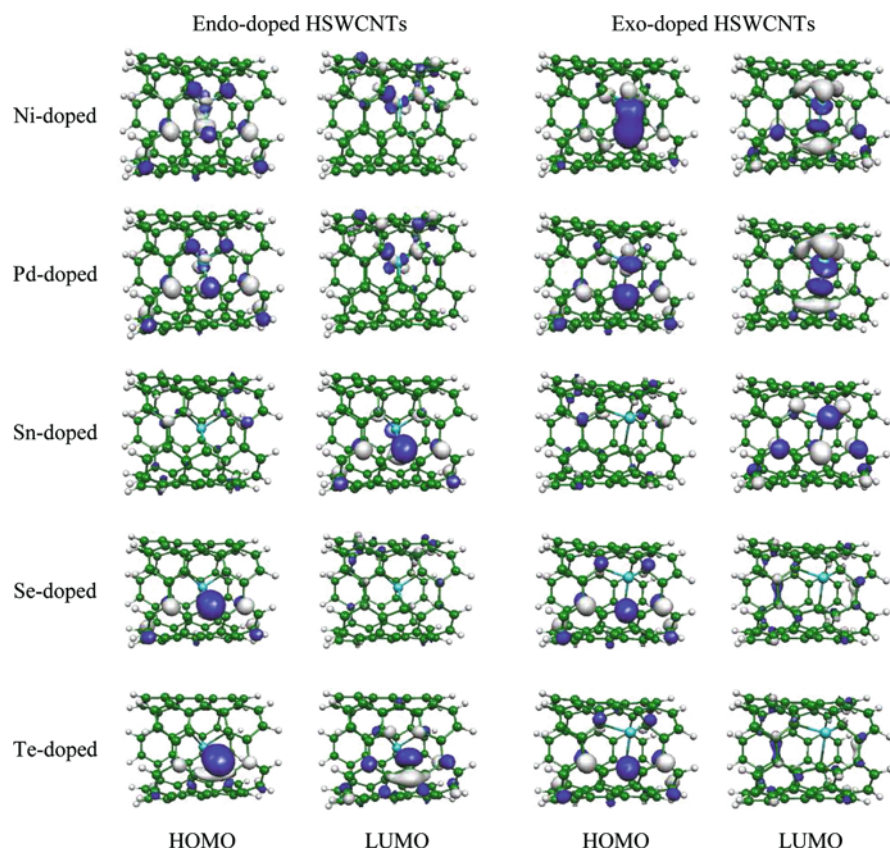 Endo-doped HSWCNTs Exo-doped HSWCNTs
Ni-doped
Pd-doped
Sn-doped
Se-doped
Te-doped
HOMO LUMO HOMO LUMO